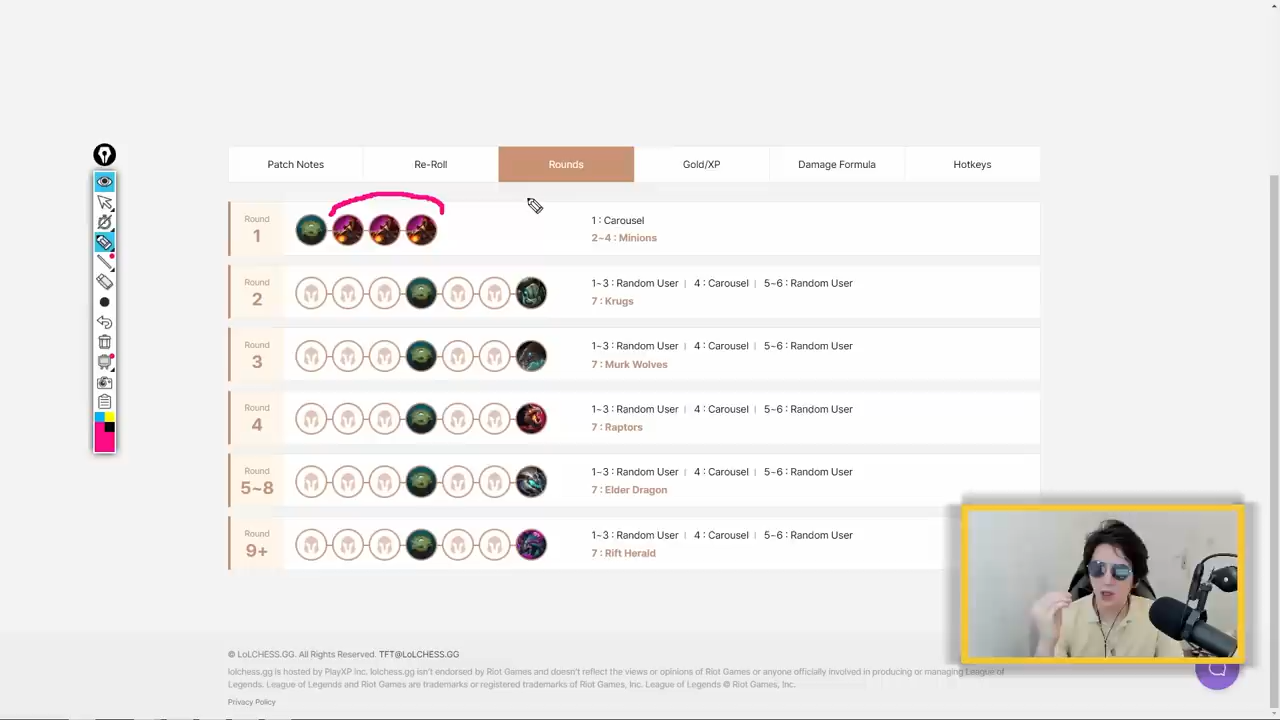 Patch Notes Re-Roll Rounds Gold/XP Damage Formula Hotkeys
Round
1
1 : Carousel
2~4 : Minions
Round
2
1~3 : Random User | 4 : Carousel | 5~6 : Random User
7 : Krugs
Round
3
1~3 : Random User | 4 : Carousel | 5~6 : Random User
7 : Murk Wolves
Round
4
1~3 : Random User | 4 : Carousel | 5~6 : Random User
7 : Raptors
Round
5~8
1~3 : Random User | 4 : Carousel | 5~6 : Random User
7 : Elder Dragon
Round
9+
1~3 : Random User | 4 : Carousel | 5~6 : Random User
7 : Rift Herald
© LoLCHESS.GG. All Rights Reserved. TFT@LoLCHESS.GG
lolchess.gg is hosted by PlayXP Inc. lolchess.gg isn't endorsed by Riot Games and doesn't reflect the views or opinions of Riot Games or anyone officially involved in producing or managing League of
Legends. League of Legends and Riot Games are trademarks or registered trademarks of Riot Games, Inc. League of Legends © Riot Games, Inc.
Privacy Policy